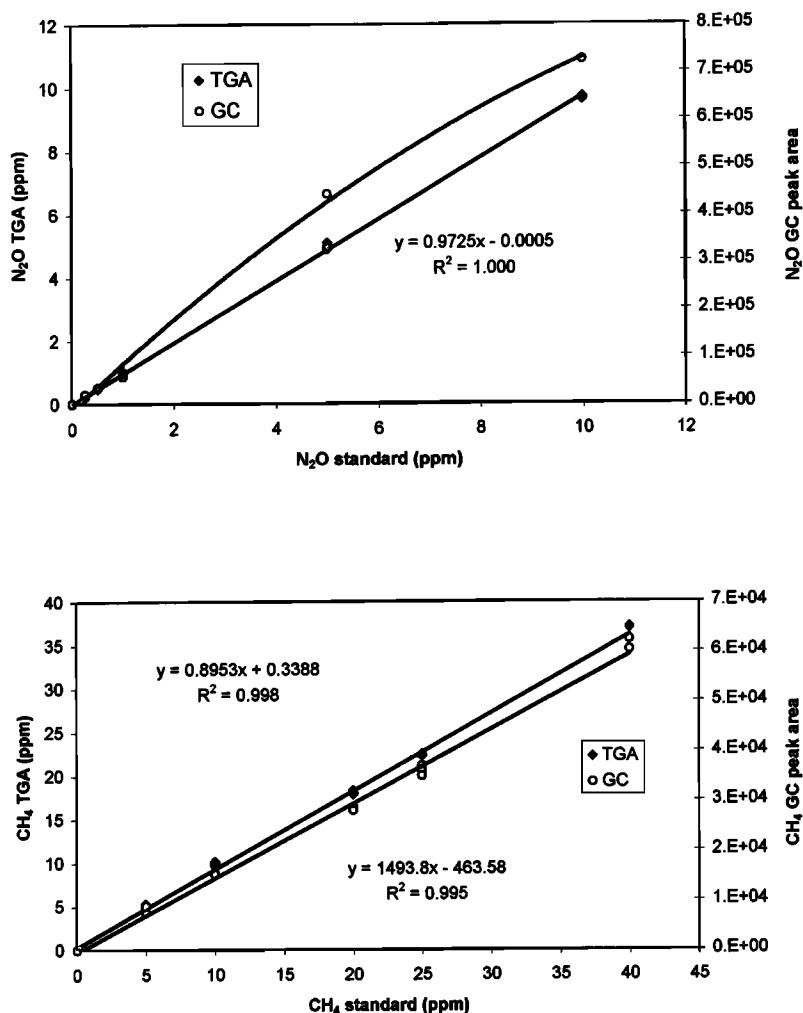 12
10
8
6
4
2
0
N₂O TGA (ppm)
TGA
GC
y = 0.9725x - 0.0005
R² = 1.000
8.E+05
7.E+05
6.E+05
5.E+05
4.E+05
3.E+05
2.E+05
1.E+05
0.E+00
N₂O GC peak area
0 2 4 6 8 10 12
N₂O standard (ppm)
40
35
30
25
20
15
10
5
0
CH₄ TGA (ppm)
y = 0.8953x + 0.3388
R² = 0.998
TGA
GC
y = 1493.8x - 463.58
R² = 0.995
7.E+04
6.E+04
5.E+04
4.E+04
3.E+04
2.E+04
1.E+04
0.E+00
CH₄ GC peak area
0 5 10 15 20 25 30 35 40 45
CH₄ standard (ppm)